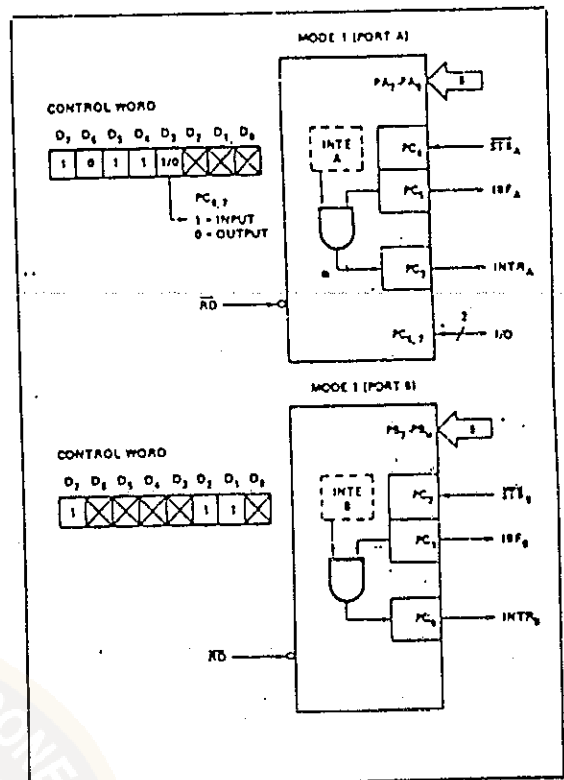 MODE 1 (PORT A)
PA7-PA0
8
CONTROL WORD
D7 D6 D5 D4 D3 D2 D1 D0
1 0 1 1 1/0
INTE
A
PC4
STBA
PC5
IBFA
PC6,7
1 = INPUT
0 = OUTPUT
PC3
INTRA
RD
PC6,7
2
I/O
MODE 1 (PORT B)
PB7-PB0
8
CONTROL WORD
D7 D6 D5 D4 D3 D2 D1 D0
1 1 1
INTE
B
PC2
STBB
PC1
IBFB
PC0
INTRB
RD